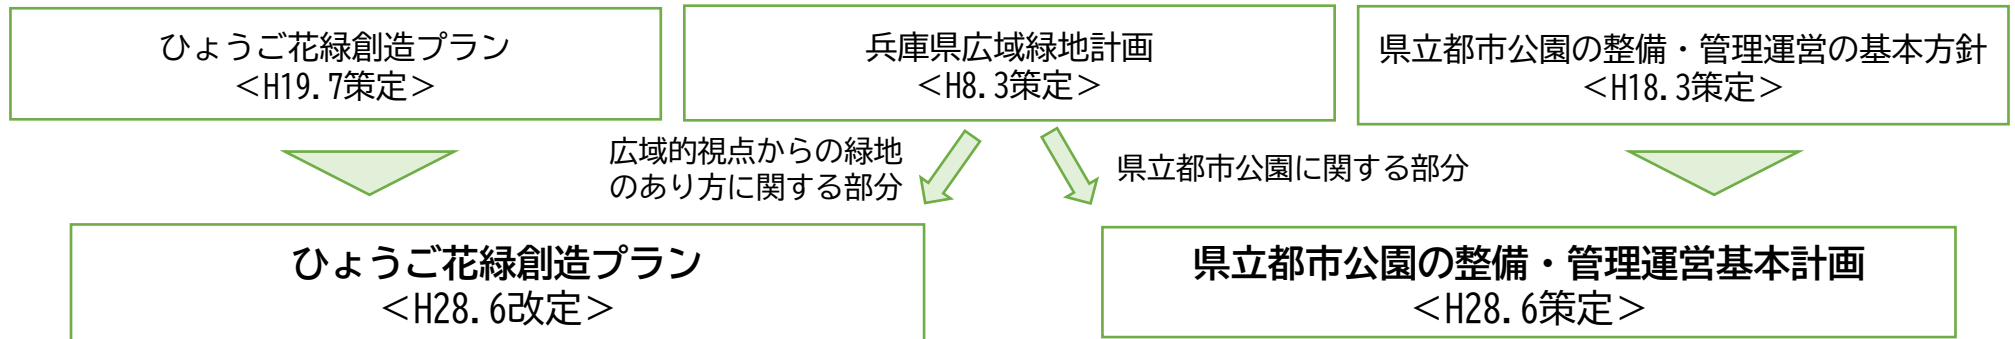 ひょうご花緑創造プラン
＜H19.7策定＞
兵庫県広域緑地計画
＜H8.3策定＞
県立都市公園の整備・管理運営の基本方針
＜H18.3策定＞
広域的視点からの緑地
のあり方に関する部分
県立都市公園に関する部分
ひょうご花緑創造プラン
＜H28.6改定＞
県立都市公園の整備・管理運営基本計画
＜H28.6策定＞